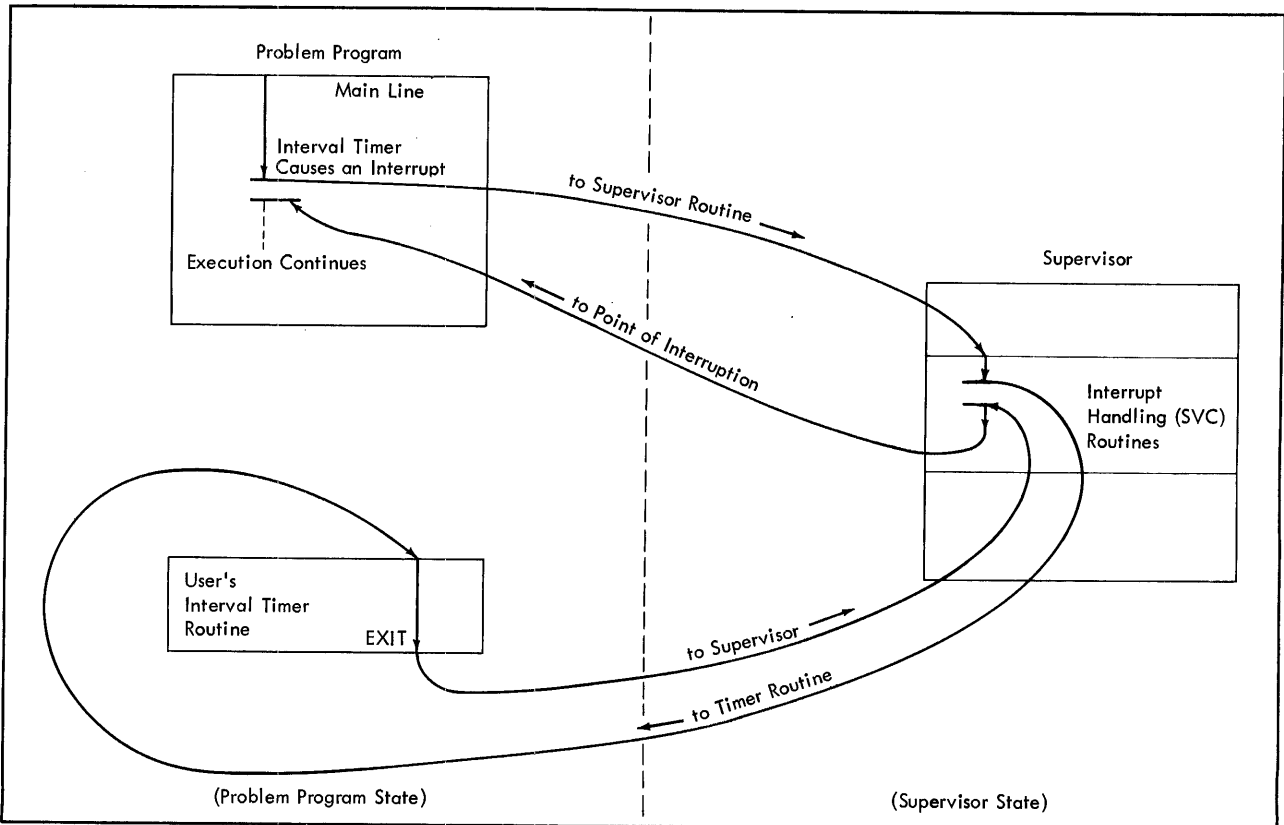 Problem Program
Main Line
Interval Timer
Causes an Interrupt
to Supervisor Routine
Execution Continues
Supervisor
to Point of Interruption
Interrupt
Handling (SVC)
Routines
User's
Interval Timer
Routine
EXIT
to Supervisor
to Timer Routine
(Problem Program State)
(Supervisor State)